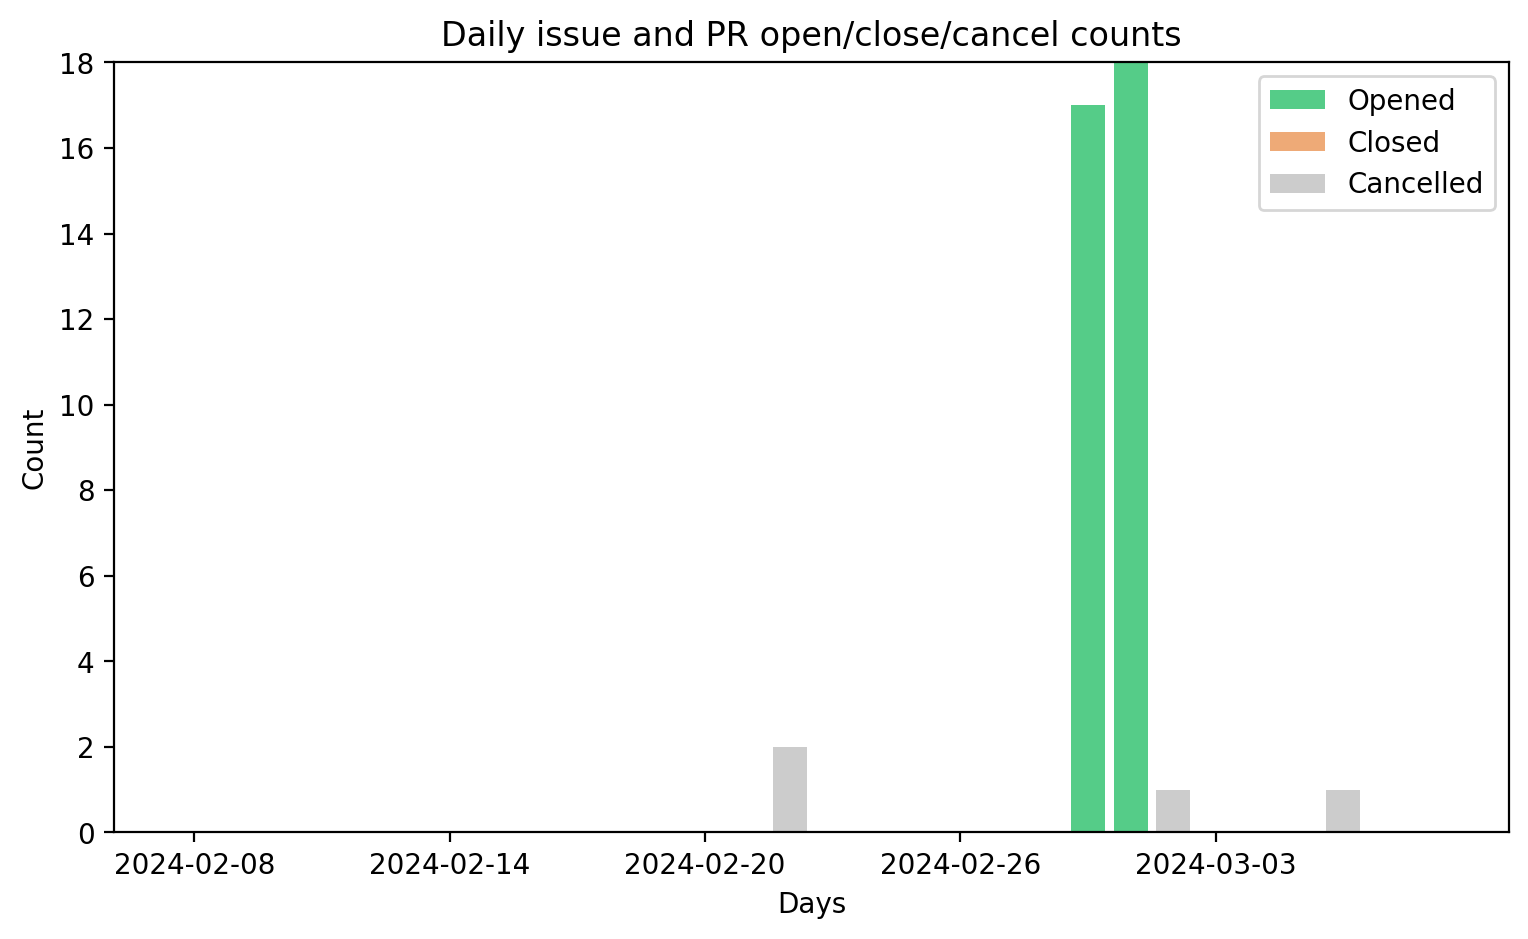 Daily issue and PR open/close/cancel counts
18
16
14
12
10
8
6
4
2
0
Count
Opened
Closed
Cancelled
2024-02-08 2024-02-14 2024-02-20 2024-02-26 2024-03-03
Days